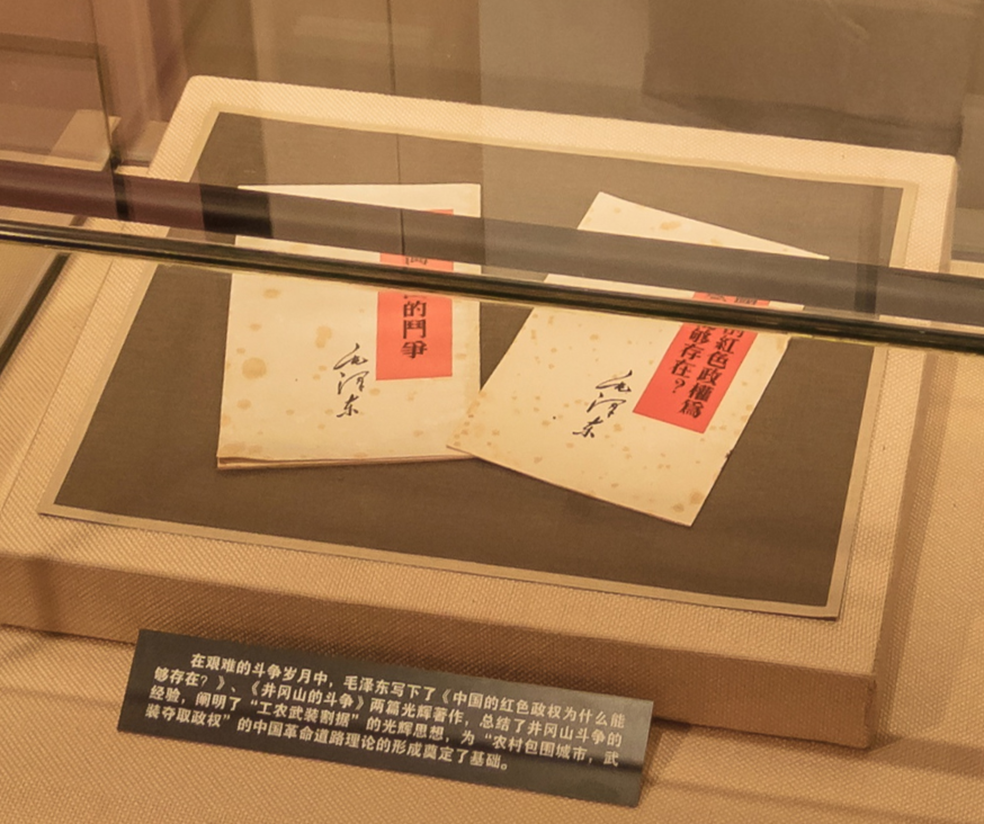 岡
的鬥爭
毛泽东
的紅色政權為
够存在？
毛泽东
在艰难的斗争岁月中，毛泽东写下了《中国的红色政权为什么能
够存在？》、《井冈山的斗争》两篇光辉著作，总结了井冈山斗争的
经验，阐明了“工农武装割据”的光辉思想，为“农村包围城市，武
装夺取政权”的中国革命道路理论的形成奠定了基础。